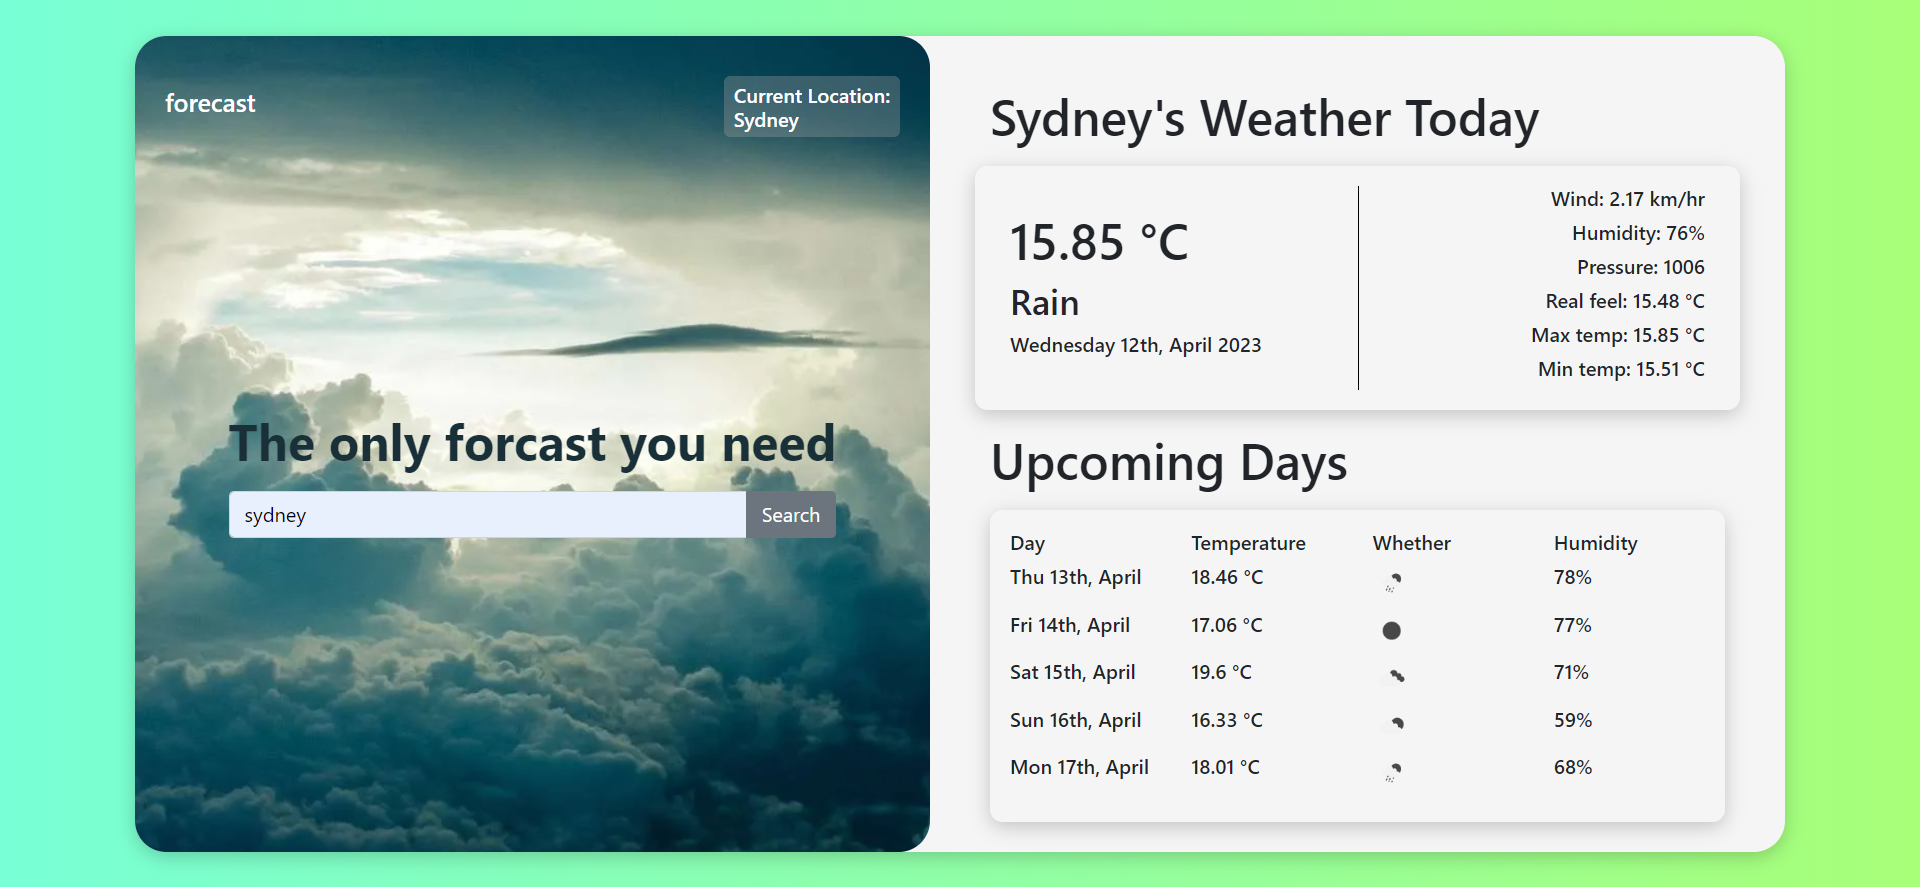 forecast
Current Location:
Sydney
The only forcast you need
sydney
Search
Sydney's Weather Today
15.85 °C
Rain
Wednesday 12th, April 2023
Wind: 2.17 km/hr
Humidity: 76%
Pressure: 1006
Real feel: 15.48 °C
Max temp: 15.85 °C
Min temp: 15.51 °C
Upcoming Days
Day Temperature Whether Humidity
Thu 13th, April 18.46 °C 78%
Fri 14th, April 17.06 °C 77%
Sat 15th, April 19.6 °C 71%
Sun 16th, April 16.33 °C 59%
Mon 17th, April 18.01 °C 68%